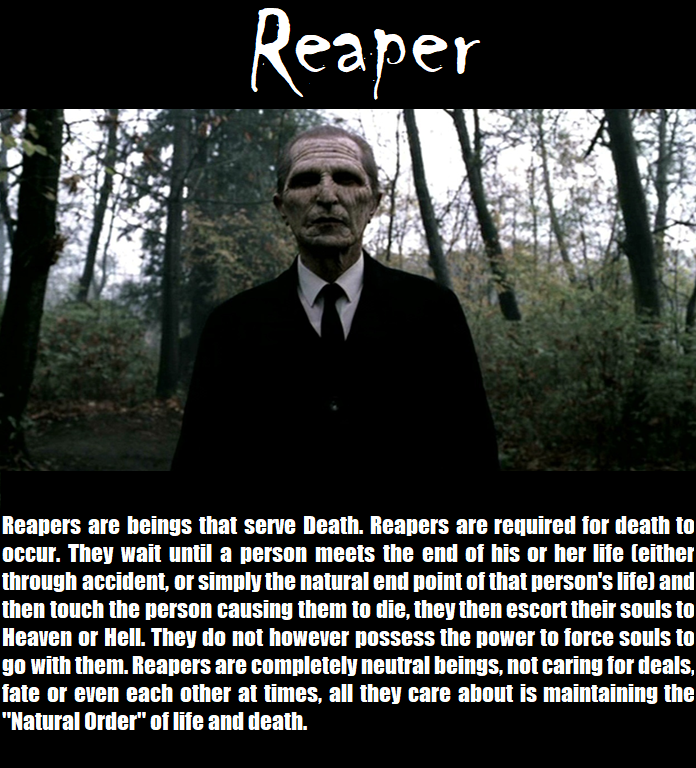 Reaper
Reapers are beings that serve Death. Reapers are required for death to
occur. They wait until a person meets the end of his or her life (either
through accident, or simply the natural end point of that person's life) and
then touch the person causing them to die, they then escort their souls to
Heaven or Hell. They do not however possess the power to force souls to
go with them. Reapers are completely neutral beings, not caring for deals,
fate or even each other at times, all they care about is maintaining the
"Natural Order" of life and death.